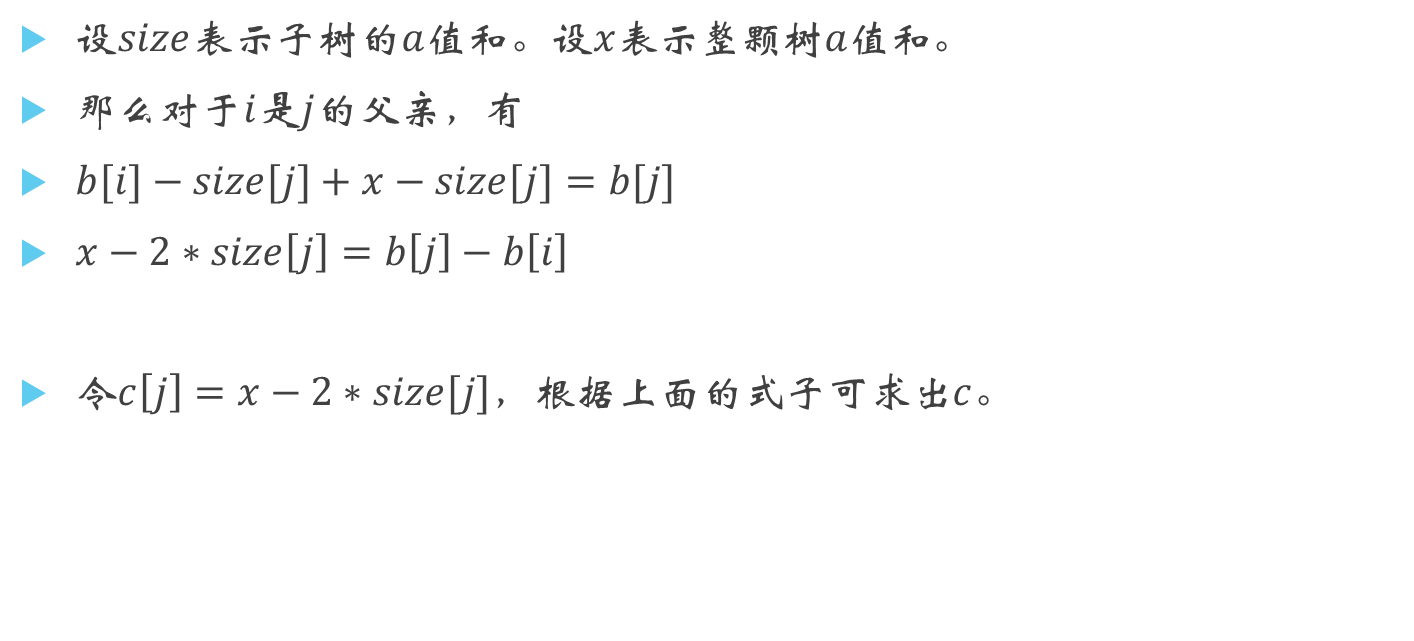 设size表示子树的a值和。设x表示整颗树a值和。
那么对于i是j的父亲，有
b[i] − size[j] + x − size[j] = b[j]
x − 2 ∗ size[j] = b[j] − b[i]
令c[j] = x − 2 ∗ size[j]，根据上面的式子可求出c。